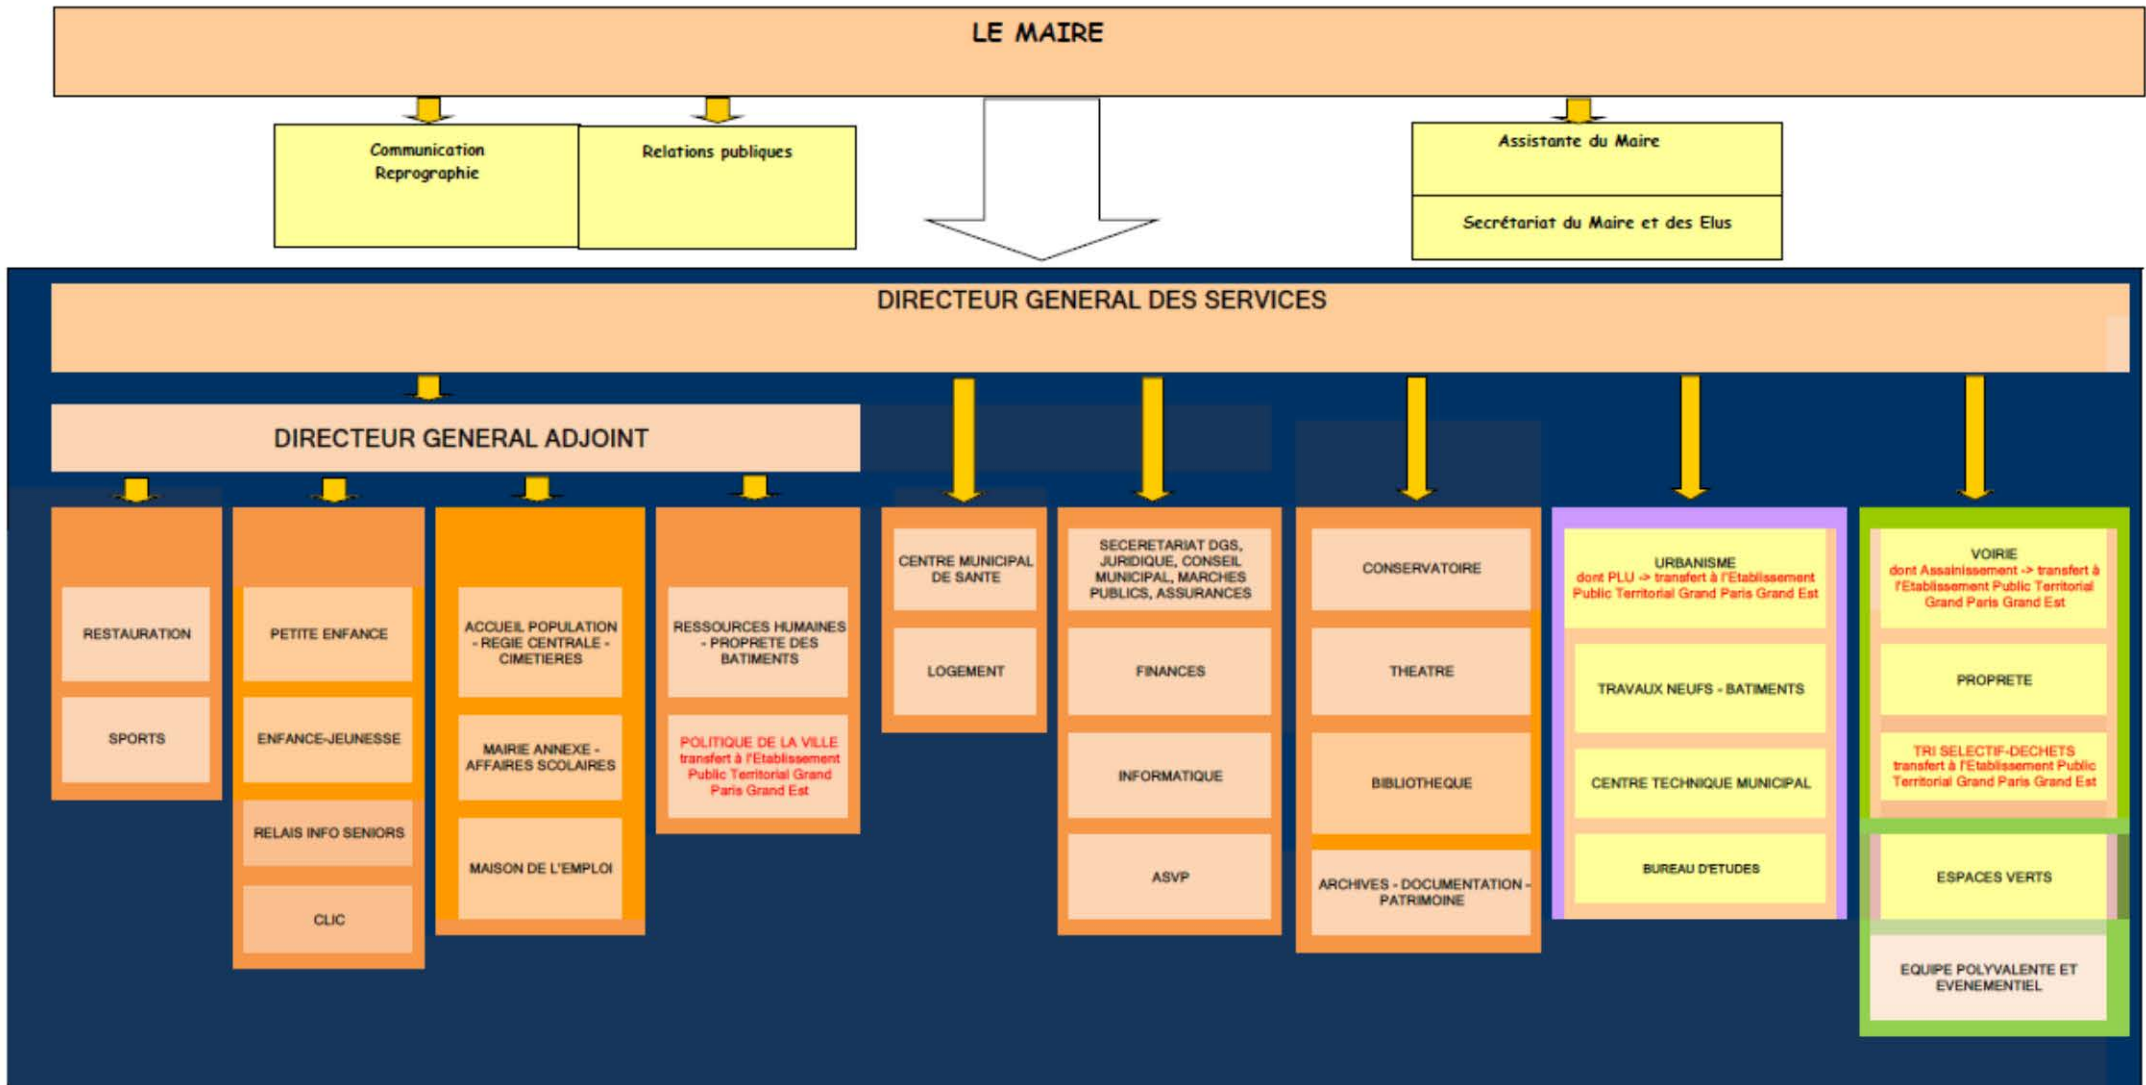 LE MAIRE
Communication
Reprographie
Relations publiques
Assistante du Maire
Secrétariat du Maire et des Elus
DIRECTEUR GENERAL DES SERVICES
DIRECTEUR GENERAL ADJOINT
RESTAURATION
SPORTS
PETITE ENFANCE
ENFANCE-JEUNESSE
RELAIS INFO SENIORS
CLIC
ACCUEIL POPULATION
- REGIE CENTRALE -
CIMETIERES
MAIRIE ANNEXE -
AFFAIRES SCOLAIRES
MAISON DE L'EMPLOI
RESSOURCES HUMAINES
- PROPRETE DES
BATIMENTS
POLITIQUE DE LA VILLE
transfert à l'Etablissement
Public Territorial Grand
Paris Grand Est
CENTRE MUNICIPAL
DE SANTE
LOGEMENT
SECERETARIAT DGS,
JURIDIQUE, CONSEIL
MUNICIPAL, MARCHES
PUBLICS, ASSURANCES
FINANCES
INFORMATIQUE
ASVP
CONSERVATOIRE
THEATRE
BIBLIOTHEQUE
ARCHIVES - DOCUMENTATION -
PATRIMOINE
URBANISME
dont PLU -> transfert à l'Etablissement
Public Territorial Grand Paris Grand Est
TRAVAUX NEUFS - BATIMENTS
CENTRE TECHNIQUE MUNICIPAL
BUREAU D'ETUDES
VOIRIE
dont Assainissement -> transfert à
l'Etablissement Public Territorial
Grand Paris Grand Est
PROPRETE
TRI SELECTIF-DECHETS
transfert à l'Etablissement Public
Territorial Grand Paris Grand Est
ESPACES VERTS
EQUIPE POLYVALENTE ET
EVENEMENTIEL